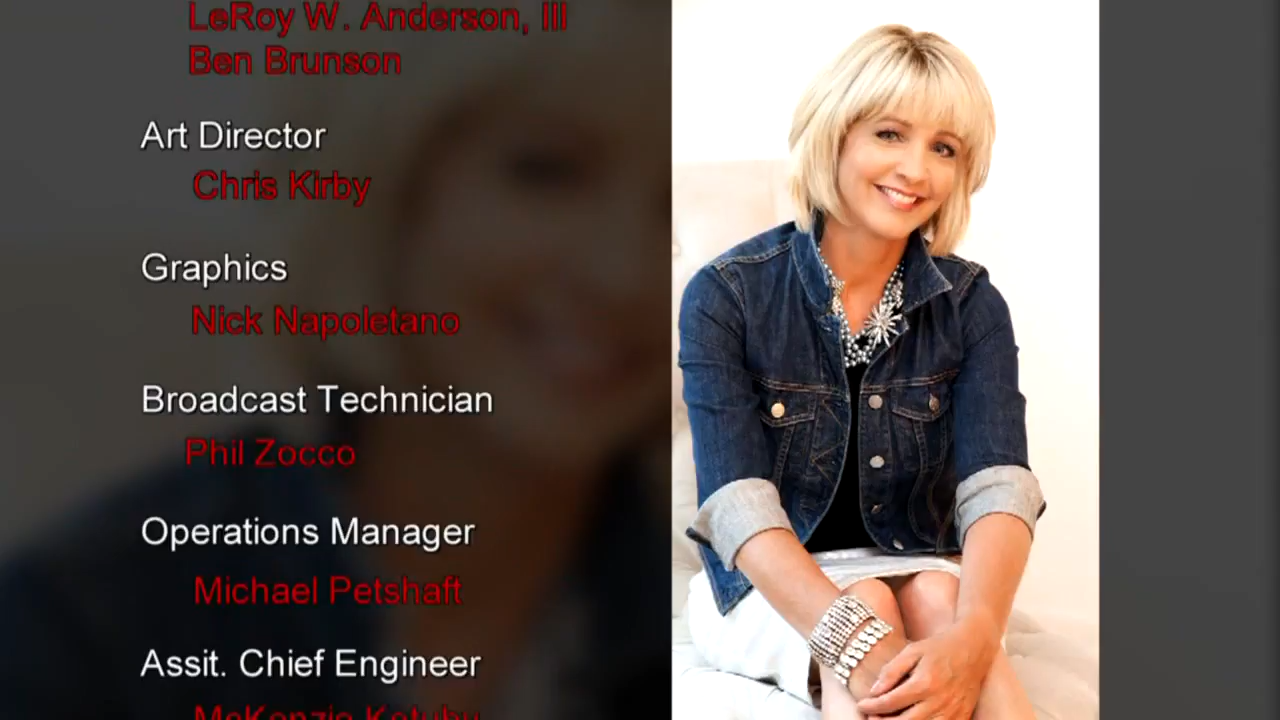 LeRoy W. Anderson, III
Ben Brunson
Art Director
Chris Kirby
Graphics
Nick Napoletano
Broadcast Technician
Phil Zocco
Operations Manager
Michael Petshaft
Assit. Chief Engineer
McKenzie